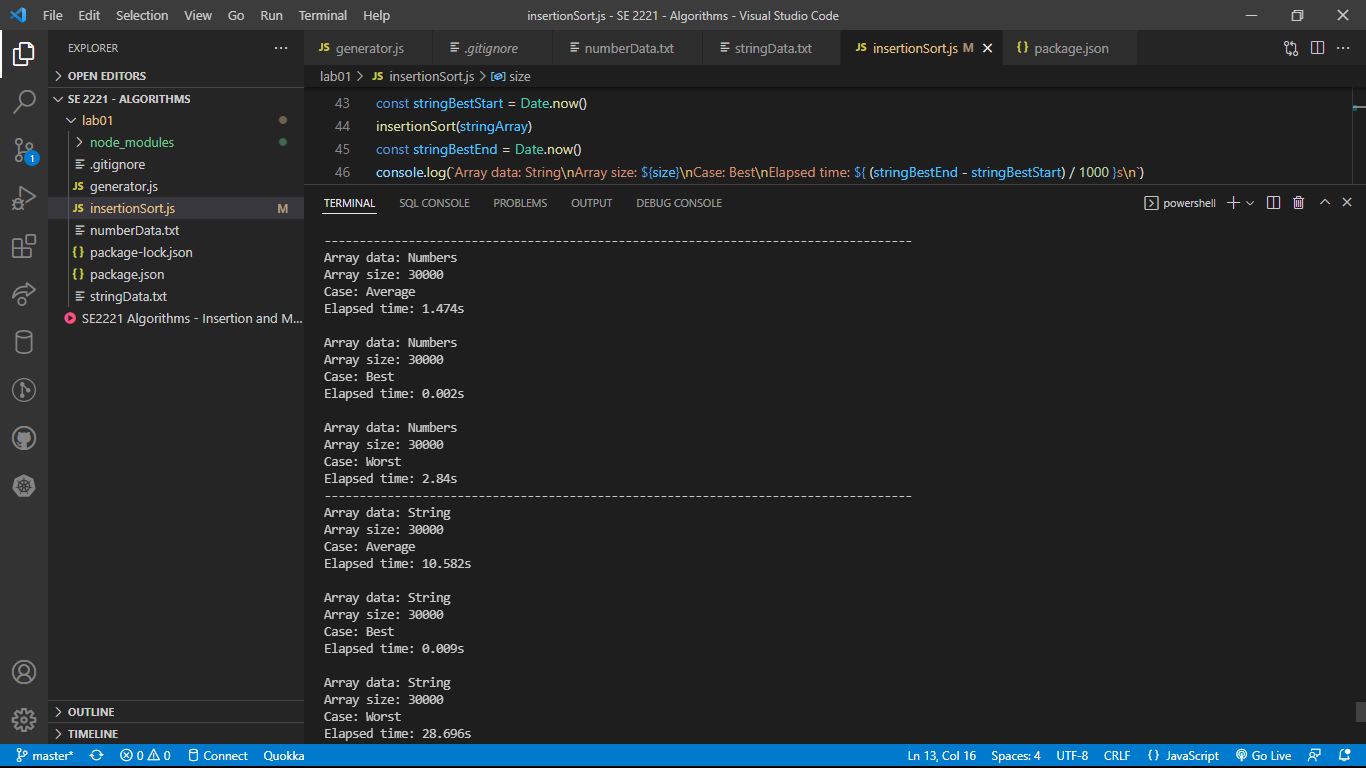 File Edit Selection View Go Run Terminal Help insertionSort.js - SE 2221 - Algorithms - Visual Studio Code
EXPLORER
JS generator.js .gitignore numberData.txt stringData.txt JS insertionSort.js M {} package.json
OPEN EDITORS
lab01 > JS insertionSort.js > size
SE 2221 - ALGORITHMS
lab01
node_modules
.gitignore
JS generator.js
JS insertionSort.js M
numberData.txt
{} package-lock.json
{} package.json
stringData.txt
SE2221 Algorithms - Insertion and M...
OUTLINE
TIMELINE
1
43 const stringBestStart = Date.now()
44 insertionSort(stringArray)
45 const stringBestEnd = Date.now()
46 console.log(`Array data: String\nArray size: ${size}\nCase: Best\nElapsed time: ${ (stringBestEnd - stringBestStart) / 1000 }s\n`)
TERMINAL SQL CONSOLE PROBLEMS OUTPUT DEBUG CONSOLE powershell
------------------------------------------------------------------------------------
Array data: Numbers
Array size: 30000
Case: Average
Elapsed time: 1.474s
Array data: Numbers
Array size: 30000
Case: Best
Elapsed time: 0.002s
Array data: Numbers
Array size: 30000
Case: Worst
Elapsed time: 2.84s
------------------------------------------------------------------------------------
Array data: String
Array size: 30000
Case: Average
Elapsed time: 10.582s
Array data: String
Array size: 30000
Case: Best
Elapsed time: 0.009s
Array data: String
Array size: 30000
Case: Worst
Elapsed time: 28.696s
master* 0 0 Connect Quokka Ln 13, Col 16 Spaces: 4 UTF-8 CRLF {} JavaScript Go Live